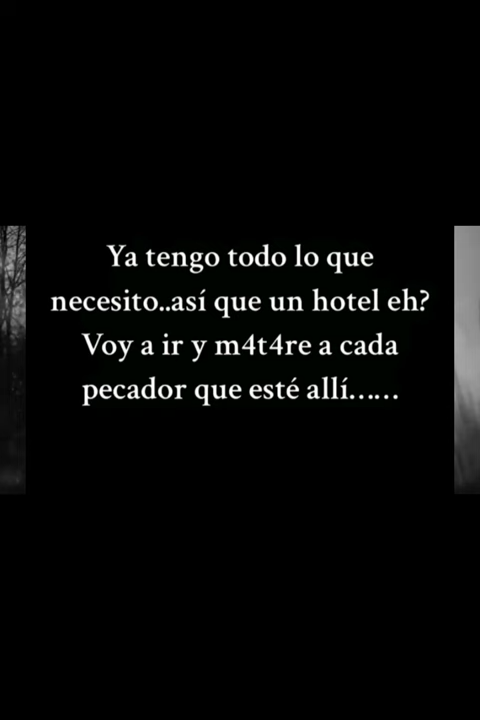 Ya tengo todo lo que
necesito..así que un hotel eh?
Voy a ir y m4t4re a cada
pecador que esté allí......